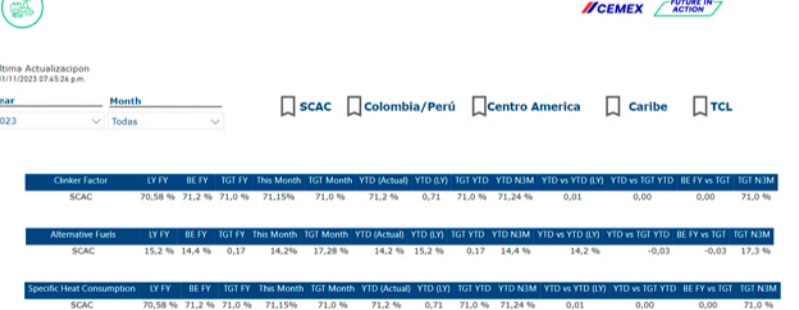 CEMEX
FUTURE IN
ACTION
ltima Actualizacipon
01/11/2023 07:45:26 p.m.
ear Month
023 Todas
SCAC Colombia/Perú Centro America Caribe TCL
Clinker Factor LY FY BE FY TGT FY This Month TGT Month YTD (Actual) YTD (LY) TGT YTD YTD N3M YTD vs YTD (LY) YTD vs TGT YTD BE FY vs TGT TGT N3M
SCAC 70,58 % 71,2 % 71,0 % 71,15% 71,0 % 71,2 % 0,71 71,0 % 71,24 % 0,01 0,00 0,00 71,0 %
Alternative Fuels LY FY BE FY TGT FY This Month TGT Month YTD (Actual) YTD (LY) TGT YTD YTD N3M YTD vs YTD (LY) YTD vs TGT YTD BE FY vs TGT TGT N3M
SCAC 15,2 % 14,4 % 0,17 14,2% 17,28 % 14,2 % 15,2 % 0,17 14,4 % 14,2 % -0,03 -0,03 17,3 %
Specific Heat Consumption LY FY BE FY TGT FY This Month TGT Month YTD (Actual) YTD (LY) TGT YTD YTD N3M YTD vs YTD (LY) YTD vs TGT YTD BE FY vs TGT TGT N3M
SCAC 70,58 % 71,2 % 71,0 % 71,15% 71,0 % 71,2 % 0,71 71,0 % 71,24 % 0,01 0,00 0,00 71,0 %